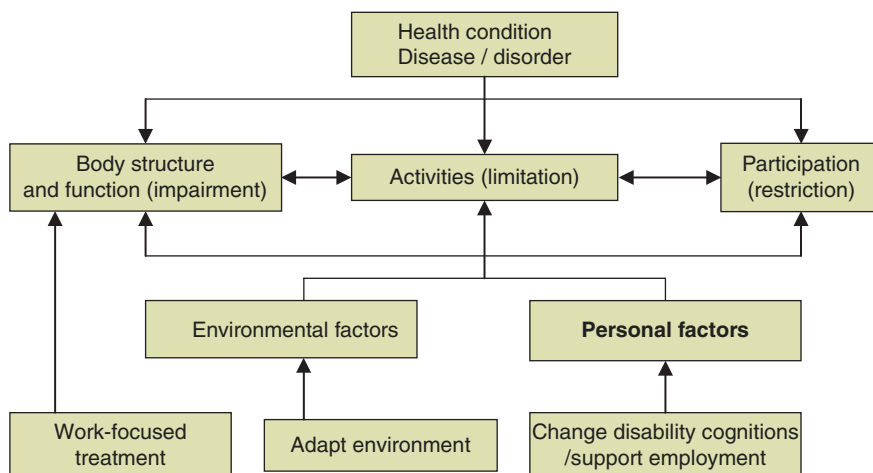 Health condition
Disease / disorder
Body structure
and function (impairment)
Activities (limitation)
Participation
(restriction)
Environmental factors
Personal factors
Work-focused
treatment
Adapt environment
Change disability cognitions
/support employment